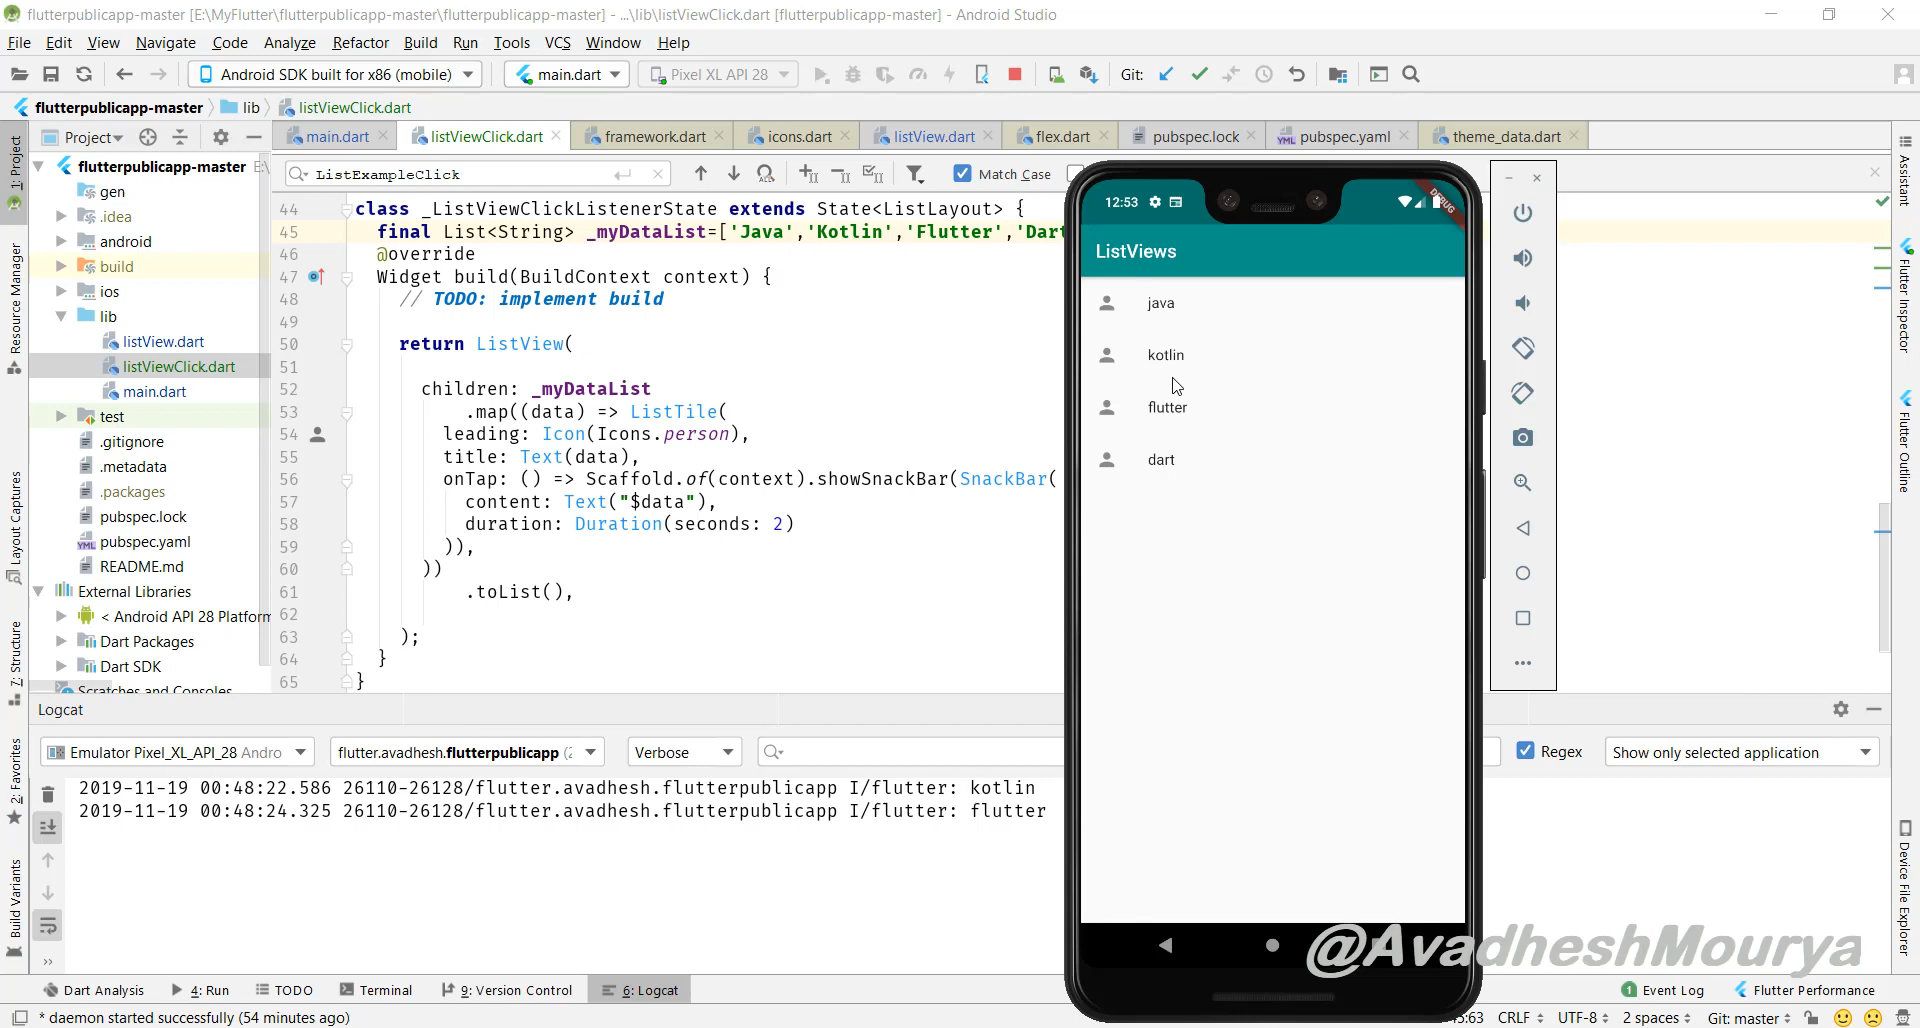 flutterpublicapp-master [E:\MyFlutter\flutterpublicapp-master\flutterpublicapp-master] - ...\lib\listViewClick.dart [flutterpublicapp-master] - Android Studio
File Edit View Navigate Code Analyze Refactor Build Run Tools VCS Window Help
Android SDK built for x86 (mobile) main.dart Pixel XL API 28 Git:
flutterpublicapp-master lib listViewClick.dart
Project main.dart listViewClick.dart framework.dart icons.dart listView.dart flex.dart pubspec.lock pubspec.yaml theme_data.dart
ListExampleClick Match Case
1: Project
Resource Manager
Layout Captures
7: Structure
2: Favorites
Build Variants
flutterpublicapp-master E:\
gen
.idea
android
build
ios
lib
listView.dart
listViewClick.dart
main.dart
test
.gitignore
.metadata
.packages
pubspec.lock
pubspec.yaml
README.md
External Libraries
< Android API 28 Platform
Dart Packages
Dart SDK
Scratches and Consoles
44 class _ListViewClickListenerState extends State<ListLayout> {
45 final List<String> _myDataList=['Java','Kotlin','Flutter','Dart
46 @override
47 Widget build(BuildContext context) {
48 // TODO: implement build
49
50 return ListView(
51
52 children: _myDataList
53 .map((data) => ListTile(
54 leading: Icon(Icons.person),
55 title: Text(data),
56 onTap: () => Scaffold.of(context).showSnackBar(SnackBar(
57 content: Text("$data"),
58 duration: Duration(seconds: 2)
59 )),
60 ))
61 .toList(),
62
63 );
64 }
65 }
12:53
DEBUG
ListViews
java
kotlin
flutter
dart
Assistant
Flutter Inspector
Flutter Outline
Device File Explorer
Logcat
Emulator Pixel_XL_API_28 Andro flutter.avadhesh.flutterpublicapp (2 Verbose Regex Show only selected application
2019-11-19 00:48:22.586 26110-26128/flutter.avadhesh.flutterpublicapp I/flutter: kotlin
2019-11-19 00:48:24.325 26110-26128/flutter.avadhesh.flutterpublicapp I/flutter: flutter
@AvadheshMourya
Dart Analysis 4: Run TODO Terminal 9: Version Control 6: Logcat 1 Event Log Flutter Performance
* daemon started successfully (54 minutes ago) 45:63 CRLF UTF-8 2 spaces Git: master